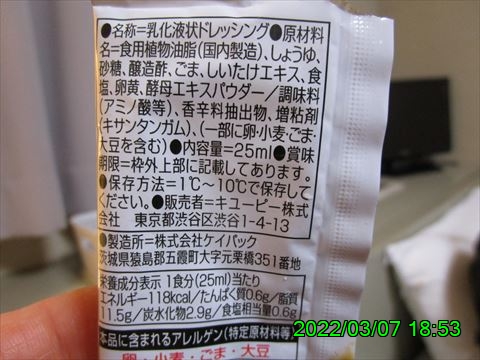 ●名称=乳化液状ドレッシング●原材料
名=食用植物油脂(国内製造)、しょうゆ、
砂糖、醸造酢、ごま、しいたけエキス、食
塩、卵黄、酵母エキスパウダー/調味料
(アミノ酸等)、香辛料抽出物、増粘剤
(キサンタンガム)、(一部に卵・小麦・ごま・
大豆を含む)●内容量=25ml●賞味
期限=枠外上部に記載してあります。
●保存方法=1℃~10℃で保存して
ください。●販売者=キユーピー株式
会社 東京都渋谷区渋谷1-4-13
●製造所=株式会社ケイパック
茨城県猿島郡五霞町大字元栗橋351番地
栄養成分表示 1食分(25ml)当たり
エネルギー118kcal/たんぱく質0.6g/脂質
11.5g/炭水化物2.9g/食塩相当量0.6g
本品に含まれるアレルゲン(特定原材料等)
卵・小麦・ごま・大豆
2022/03/07 18:53